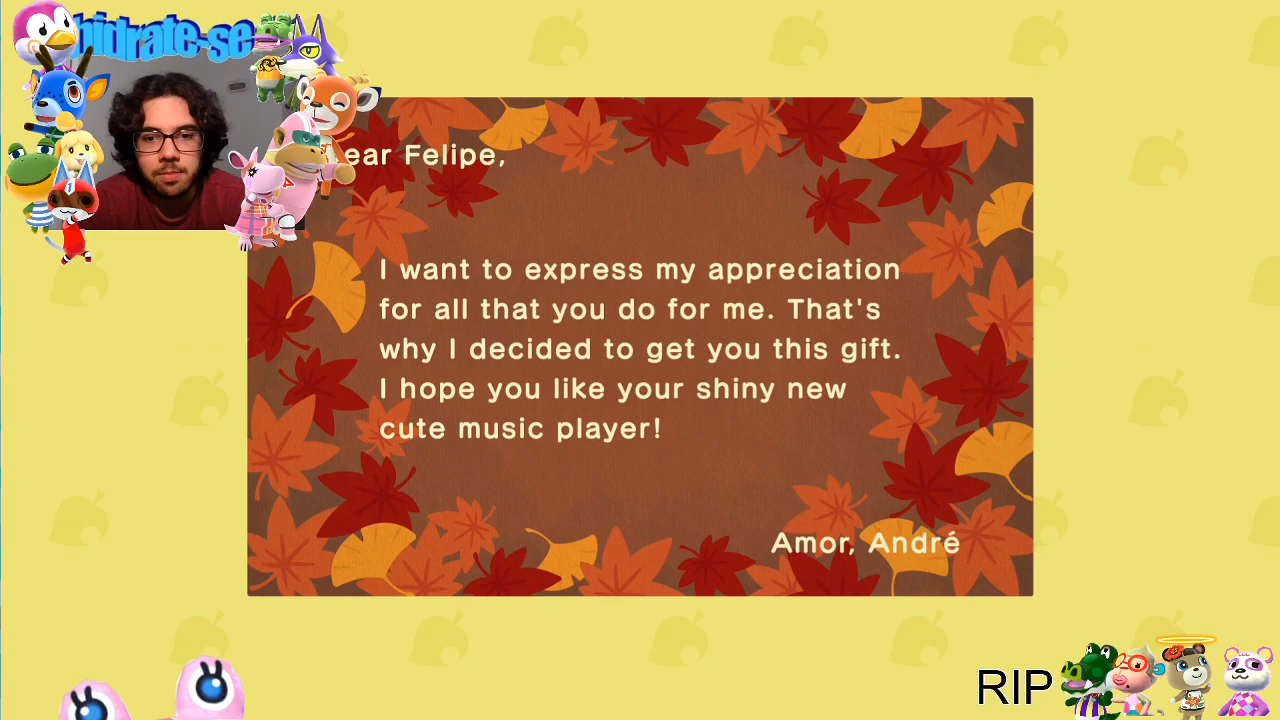 hidrate-se
ear Felipe,
I want to express my appreciation
for all that you do for me. That's
why I decided to get you this gift.
I hope you like your shiny new
cute music player!
Amor, André
RIP